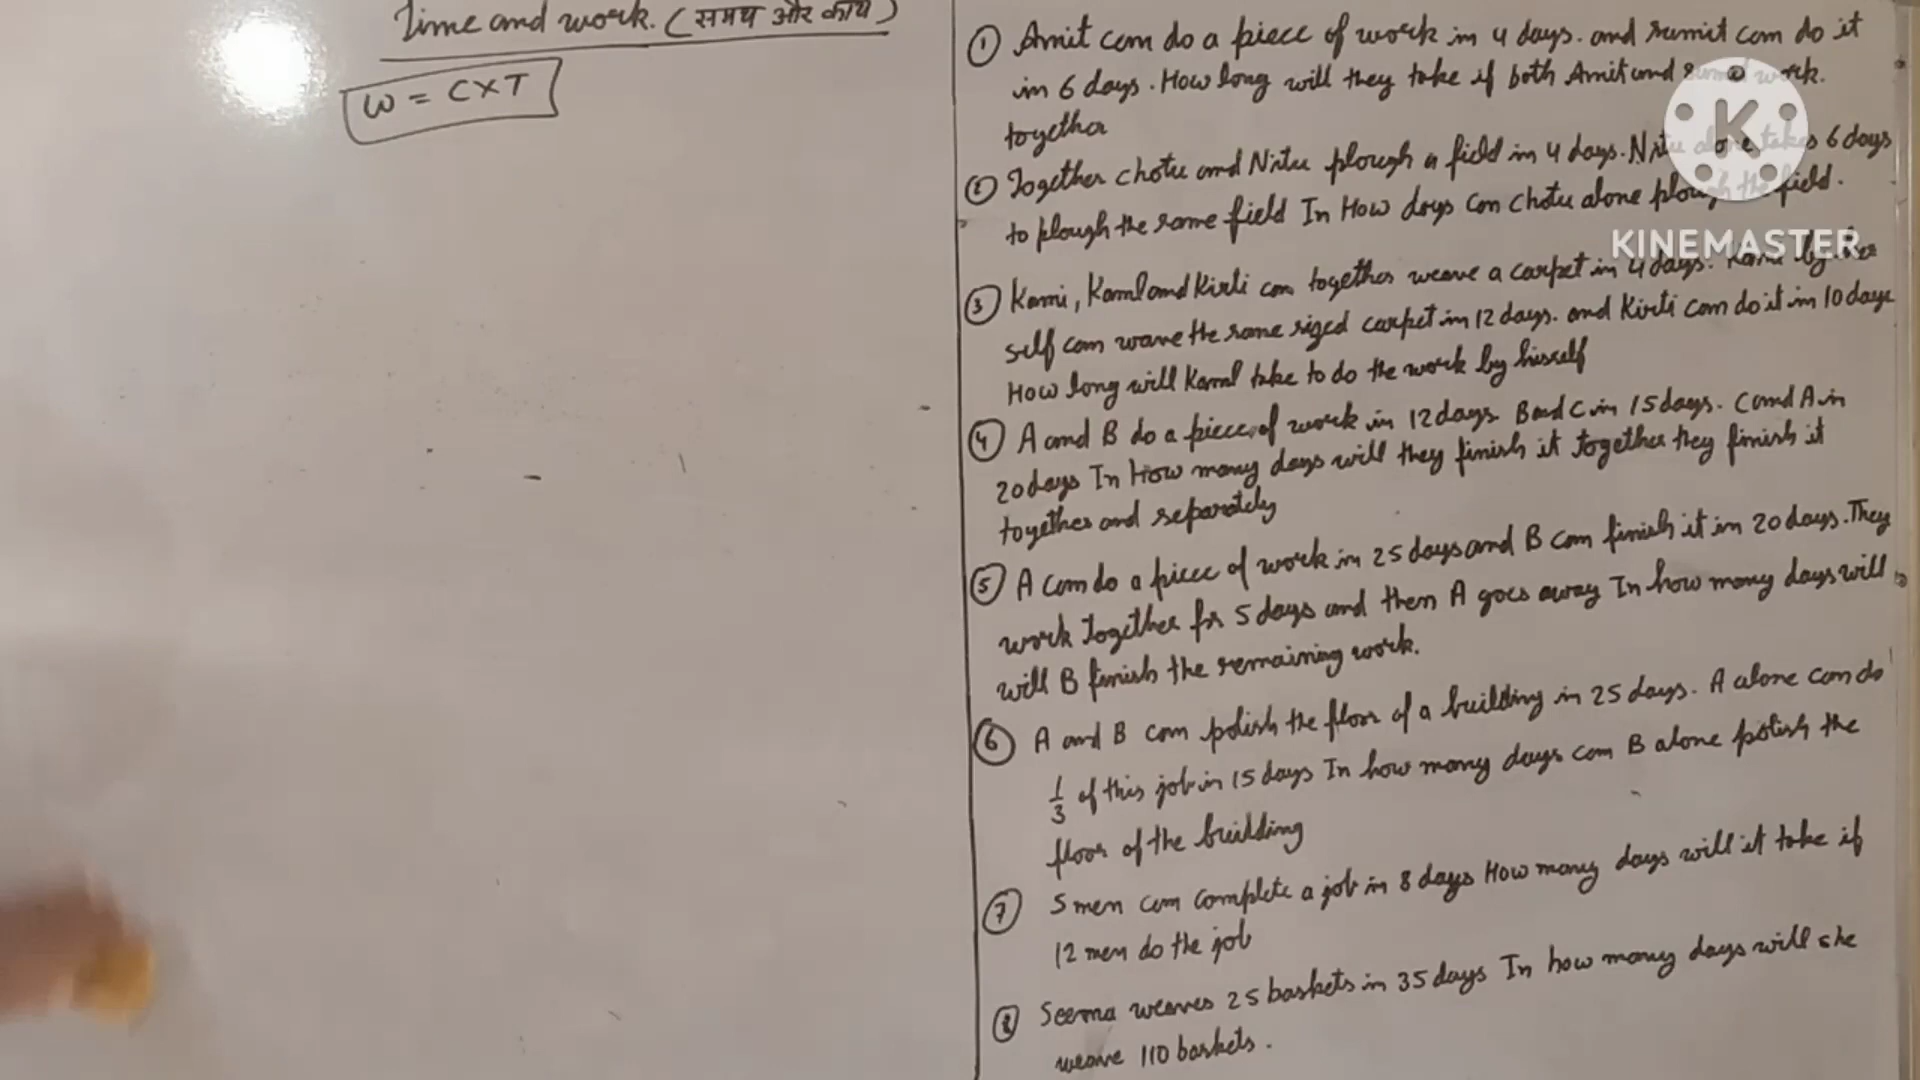 Time and work. (समय और कार्य)
W = C×T
① Amit can do a piece of work in 4 days. and sumit can do it
in 6 days. How long will they take if both Amit and work.
together
② Together chotu and Nitu plough a field in 4 days. Nitu alone takes 6 days
to plough the same field In How days can chotu alone plough the field.
③ Kami, Kamal and Kirti can together weave a carpet in 4 days. by her
self can wave the same sized carpet in 12 days. and Kirti can do it in 10 days
How long will Kamal take to do the work by hisself
④ A and B do a piece of work in 12 days B and C in 15 days. C and A in
20 days In How many days will they finish it together they finish it
together and separately
⑤ A can do a piece of work in 25 days and B can finish it in 20 days. They
work together for 5 days and then A goes away In how many days will
will B finish the remaining work.
⑥ A and B can polish the floor of a building in 25 days. A alone can do
1/3 of this job in 15 days In how many days can B alone polish the
floor of the building
⑦ 5 men can complete a job in 8 days How many days will it take if
12 men do the job
⑧ Seema weaves 25 baskets in 35 days In how many days will she
weave 110 baskets.
KINEMASTER